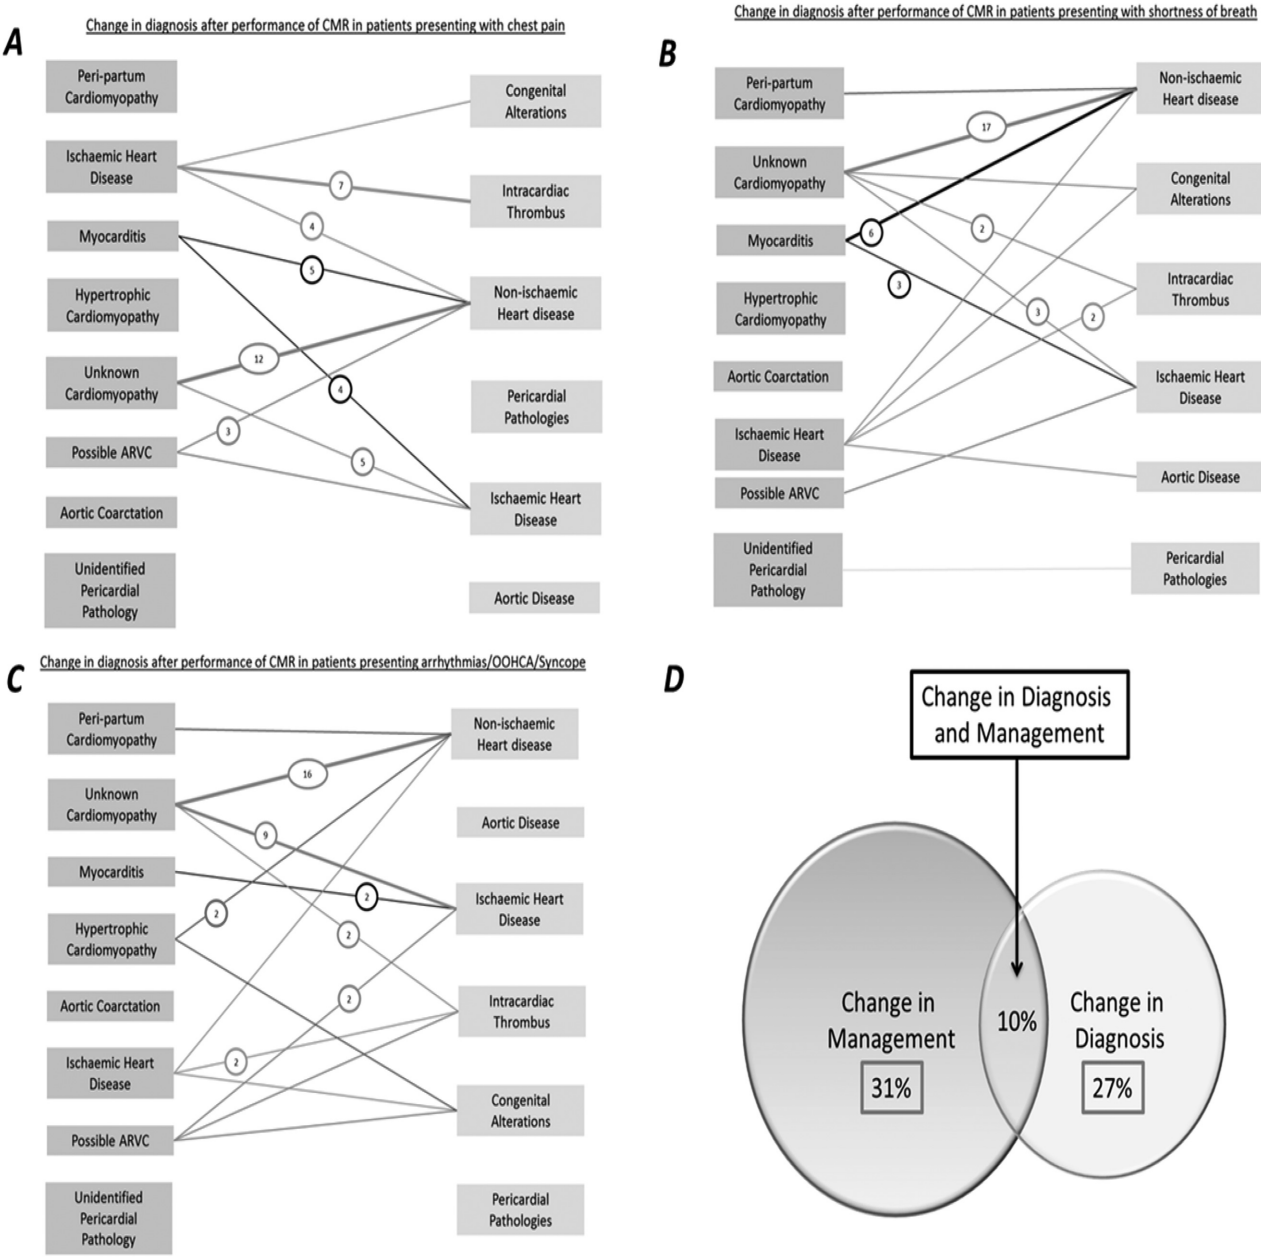 Change in diagnosis after performance of CMR in patients presenting with chest pain
A
Peri-partum
Cardiomyopathy
Ischaemic Heart
Disease
Myocarditis
Hypertrophic
Cardiomyopathy
Unknown
Cardiomyopathy
Possible ARVC
Aortic Coarctation
Unidentified
Pericardial
Pathology
7
4
5
12
4
3
5
Congenital
Alterations
Intracardiac
Thrombus
Non-ischaemic
Heart disease
Pericardial
Pathologies
Ischaemic Heart
Disease
Aortic Disease
Change in diagnosis after performance of CMR in patients presenting with shortness of breath
B
Peri-partum
Cardiomyopathy
Unknown
Cardiomyopathy
Myocarditis
Hypertrophic
Cardiomyopathy
Aortic Coarctation
Ischaemic Heart
Disease
Possible ARVC
Unidentified
Pericardial
Pathology
17
2
6
3
3
2
Non-ischaemic
Heart disease
Congenital
Alterations
Intracardiac
Thrombus
Ischaemic Heart
Disease
Aortic Disease
Pericardial
Pathologies
Change in diagnosis after performance of CMR in patients presenting arrhythmias/OOHCA/Syncope
C
Peri-partum
Cardiomyopathy
Unknown
Cardiomyopathy
Myocarditis
Hypertrophic
Cardiomyopathy
Aortic Coarctation
Ischaemic Heart
Disease
Possible ARVC
Unidentified
Pericardial
Pathology
16
9
2
2
2
2
2
Non-ischaemic
Heart disease
Aortic Disease
Ischaemic Heart
Disease
Intracardiac
Thrombus
Congenital
Alterations
Pericardial
Pathologies
D
Change in Diagnosis
and Management
Change in
Management
31%
10%
Change in
Diagnosis
27%